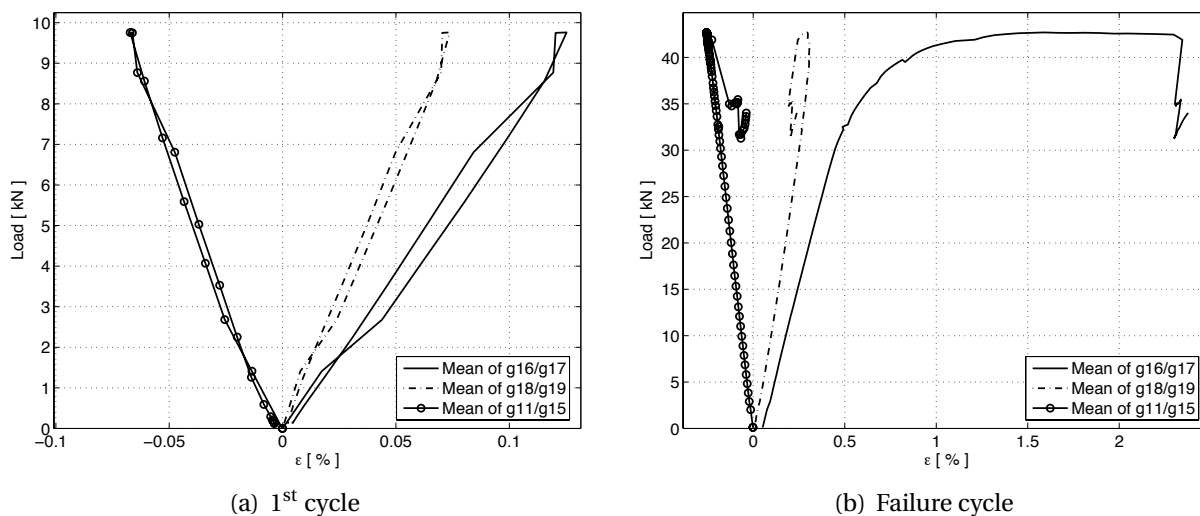 10
9
8
7
6
5
4
3
2
1
0
Load [ kN ]
−0.1
−0.05
0
0.05
0.1
ε [ % ]
Mean of g16/g17
Mean of g18/g19
Mean of g11/g15
(a) 1st cycle
40
35
30
25
20
15
10
5
0
Load [ kN ]
0
0.5
1
1.5
2
ε [ % ]
Mean of g16/g17
Mean of g18/g19
Mean of g11/g15
(b) Failure cycle